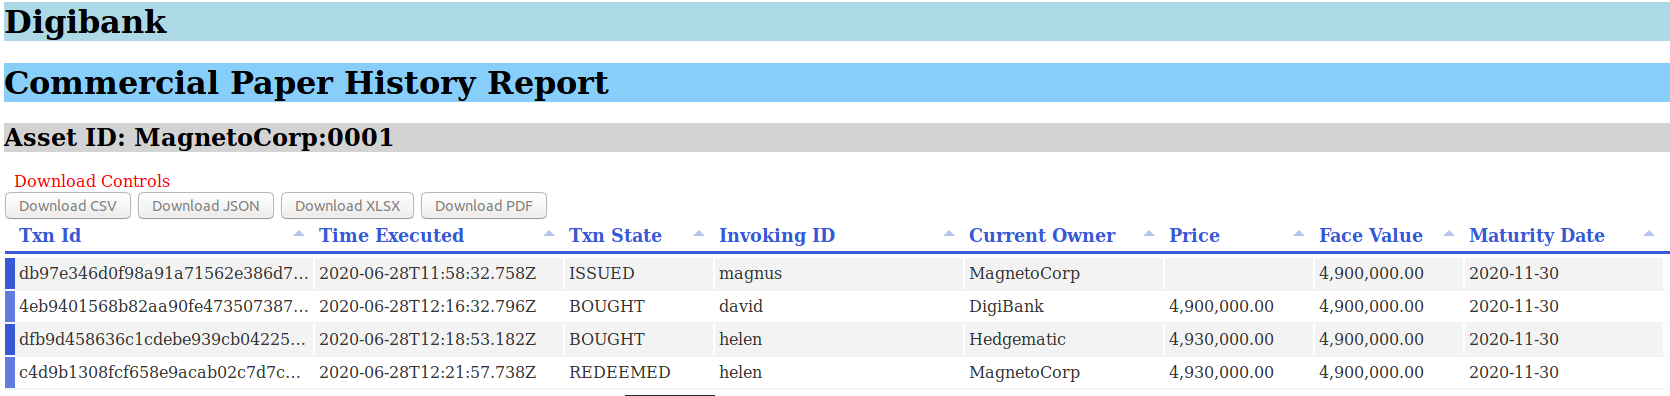 Digibank
Commercial Paper History Report
Asset ID: MagnetoCorp:0001
Download Controls
Download CSV Download JSON Download XLSX Download PDF
Txn Id Time Executed Txn State Invoking ID Current Owner Price Face Value Maturity Date
db97e346d0f98a91a71562e386d7... 2020-06-28T11:58:32.758Z ISSUED magnus MagnetoCorp 4,900,000.00 2020-11-30
4eb9401568b82aa90fe473507387... 2020-06-28T12:16:32.796Z BOUGHT david DigiBank 4,900,000.00 4,900,000.00 2020-11-30
dfb9d458636c1cdebe939cb04225... 2020-06-28T12:18:53.182Z BOUGHT helen Hedgematic 4,930,000.00 4,900,000.00 2020-11-30
c4d9b1308fcf658e9acab02c7d7c... 2020-06-28T12:21:57.738Z REDEEMED helen MagnetoCorp 4,930,000.00 4,900,000.00 2020-11-30